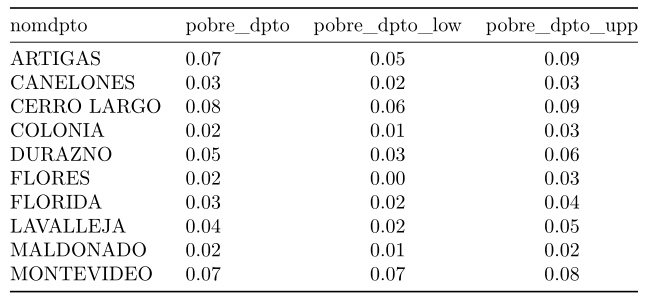 nomdpto pobre_dpto pobre_dpto_low pobre_dpto_upp
ARTIGAS 0.07 0.05 0.09
CANELONES 0.03 0.02 0.03
CERRO LARGO 0.08 0.06 0.09
COLONIA 0.02 0.01 0.03
DURAZNO 0.05 0.03 0.06
FLORES 0.02 0.00 0.03
FLORIDA 0.03 0.02 0.04
LAVALLEJA 0.04 0.02 0.05
MALDONADO 0.02 0.01 0.02
MONTEVIDEO 0.07 0.07 0.08